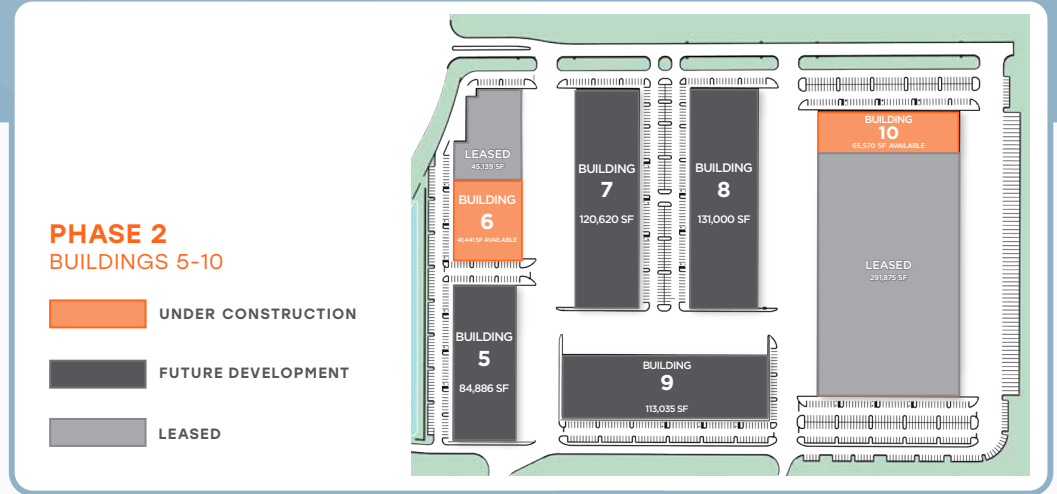 PHASE 2
BUILDINGS 5-10
UNDER CONSTRUCTION
FUTURE DEVELOPMENT
LEASED
LEASED
45,139 SF
BUILDING
6
41,441 SF AVAILABLE
BUILDING
5
84,886 SF
BUILDING
7
120,620 SF
BUILDING
8
131,000 SF
BUILDING
9
113,035 SF
BUILDING
10
65,570 SF AVAILABLE
LEASED
291,875 SF